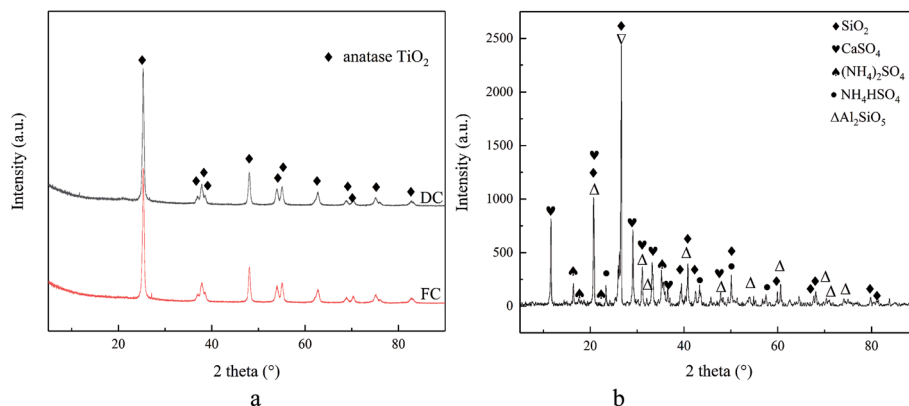 ◆ anatase TiO₂
DC
FC
Intensity (a.u.)
20 40 60 80
2 theta (°)
a
◆ SiO₂
♥ CaSO₄
♠ (NH₄)₂SO₄
● NH₄HSO₄
△ Al₂SiO₅
2500
2000
1500
1000
500
0
Intensity (a.u.)
20 40 60 80
2 theta (°)
b